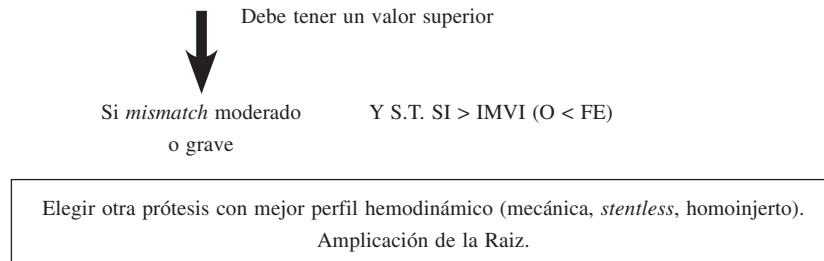 Debe tener un valor superior
Si mismatch moderado Y S.T. SI > IMVI (O < FE)
o grave
Elegir otra prótesis con mejor perfil hemodinámico (mecánica, stentless, homoinjerto).
Amplicación de la Raiz.